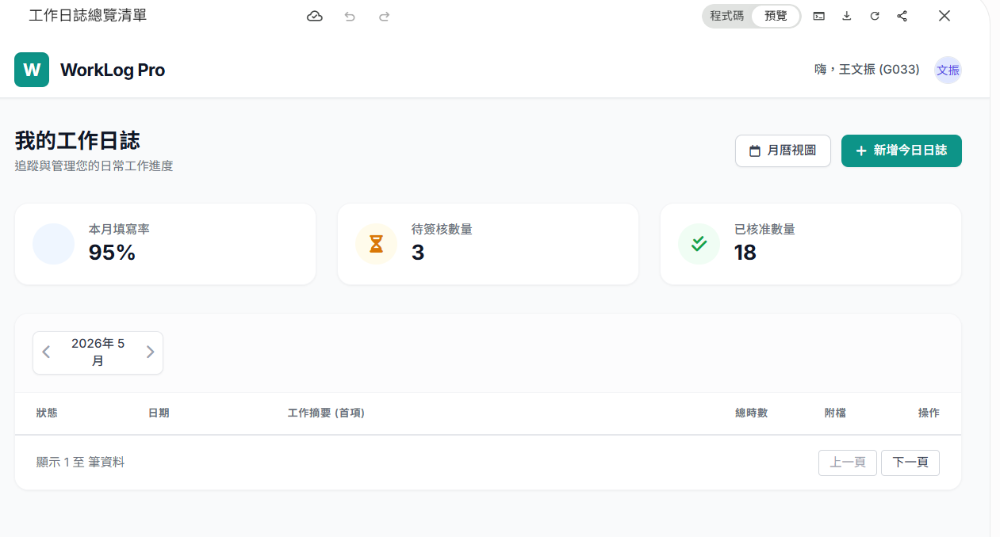 工作日誌總覽清單
程式碼
預覽
W
WorkLog Pro
嗨，王文振 (G033)
文振
我的工作日誌
追蹤與管理您的日常工作進度
月曆視圖
+ 新增今日日誌
本月填寫率
95%
待簽核數量
3
已核准數量
18
2026年 5
月
狀態
日期
工作摘要 (首項)
總時數
附檔
操作
顯示 1 至 筆資料
上一頁
下一頁